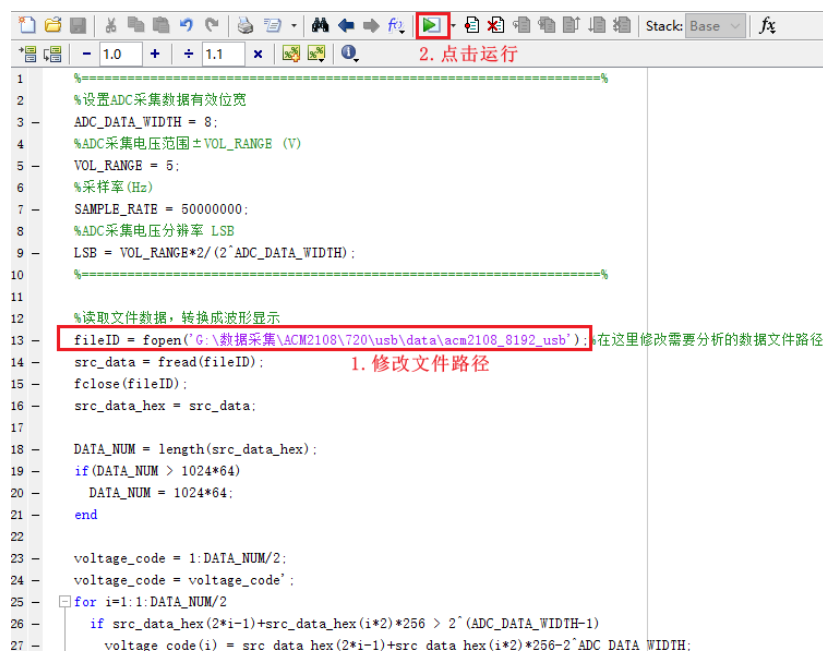 Stack: Base fx
- 1.0 + ÷ 1.1 ×
2.点击运行
1 %=====================================================================%
2 %设置ADC采集数据有效位宽
3 — ADC_DATA_WIDTH = 8;
4 %ADC采集电压范围±VOL_RANGE (V)
5 — VOL_RANGE = 5;
6 %采样率(Hz)
7 — SAMPLE_RATE = 50000000;
8 %ADC采集电压分辨率 LSB
9 — LSB = VOL_RANGE*2/(2^ADC_DATA_WIDTH);
10 %=====================================================================%
11
12 %读取文件数据，转换成波形显示
13 — fileID = fopen('G:\数据采集\ACM2108\720\usb\data\acm2108_8192_usb');%在这里修改需要分析的数据文件路径
14 — src_data = fread(fileID);
1.修改文件路径
15 — fclose(fileID);
16 — src_data_hex = src_data;
17
18 — DATA_NUM = length(src_data_hex);
19 — if(DATA_NUM > 1024*64)
20 — DATA_NUM = 1024*64;
21 — end
22
23 — voltage_code = 1:DATA_NUM/2;
24 — voltage_code = voltage_code';
25 — for i=1:1:DATA_NUM/2
26 — if src_data_hex(2*i-1)+src_data_hex(i*2)*256 > 2^(ADC_DATA_WIDTH-1)
27 — voltage_code(i) = src_data_hex(2*i-1)+src_data_hex(i*2)*256-2^ADC_DATA_WIDTH;